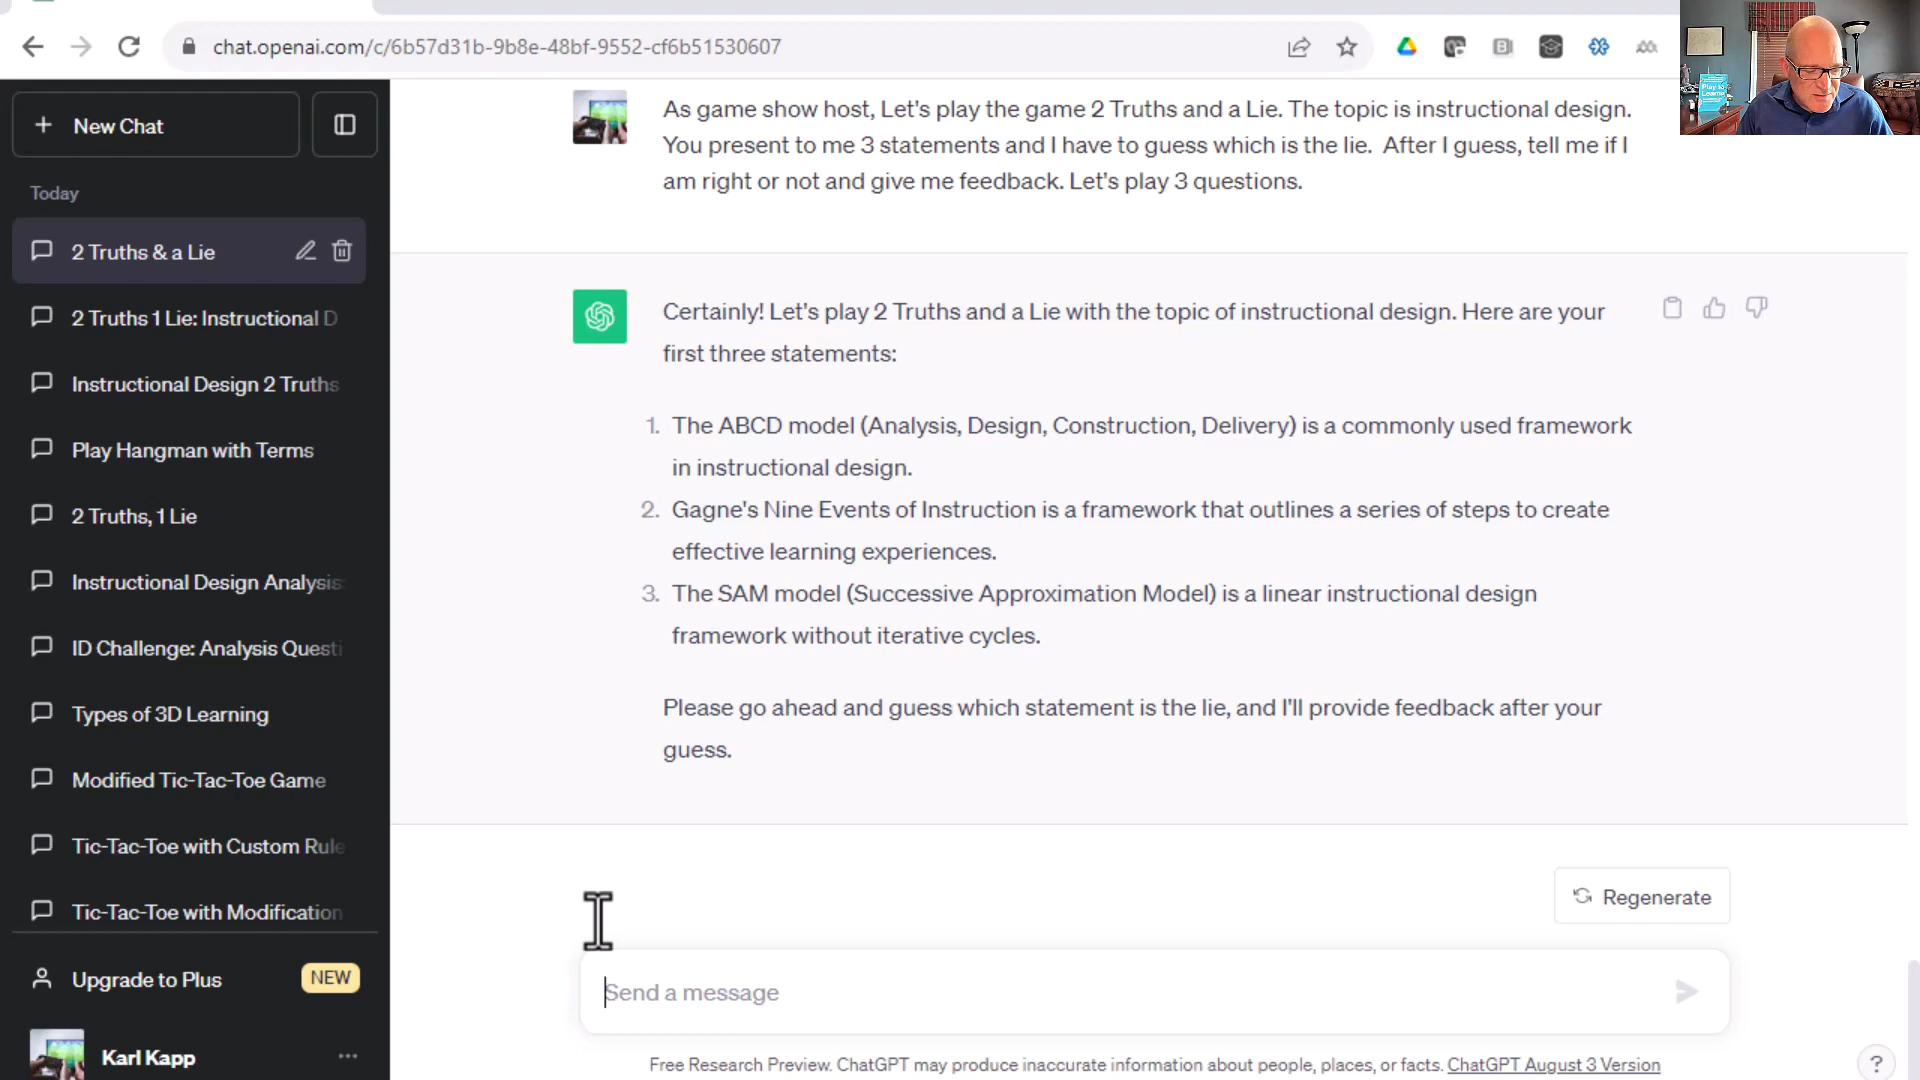 chat.openai.com/c/6b57d31b-9b8e-48bf-9552-cf6b51530607
New Chat
Today
2 Truths & a Lie
2 Truths 1 Lie: Instructional D
Instructional Design 2 Truths
Play Hangman with Terms
2 Truths, 1 Lie
Instructional Design Analysis
ID Challenge: Analysis Questi
Types of 3D Learning
Modified Tic-Tac-Toe Game
Tic-Tac-Toe with Custom Rule
Tic-Tac-Toe with Modification
Upgrade to Plus NEW
Karl Kapp
As game show host, Let's play the game 2 Truths and a Lie. The topic is instructional design.
You present to me 3 statements and I have to guess which is the lie. After I guess, tell me if I
am right or not and give me feedback. Let's play 3 questions.
Certainly! Let's play 2 Truths and a Lie with the topic of instructional design. Here are your
first three statements:
1. The ABCD model (Analysis, Design, Construction, Delivery) is a commonly used framework
in instructional design.
2. Gagne's Nine Events of Instruction is a framework that outlines a series of steps to create
effective learning experiences.
3. The SAM model (Successive Approximation Model) is a linear instructional design
framework without iterative cycles.
Please go ahead and guess which statement is the lie, and I'll provide feedback after your
guess.
Regenerate
Send a message
Free Research Preview. ChatGPT may produce inaccurate information about people, places, or facts. ChatGPT August 3 Version
?
Play to
Learn